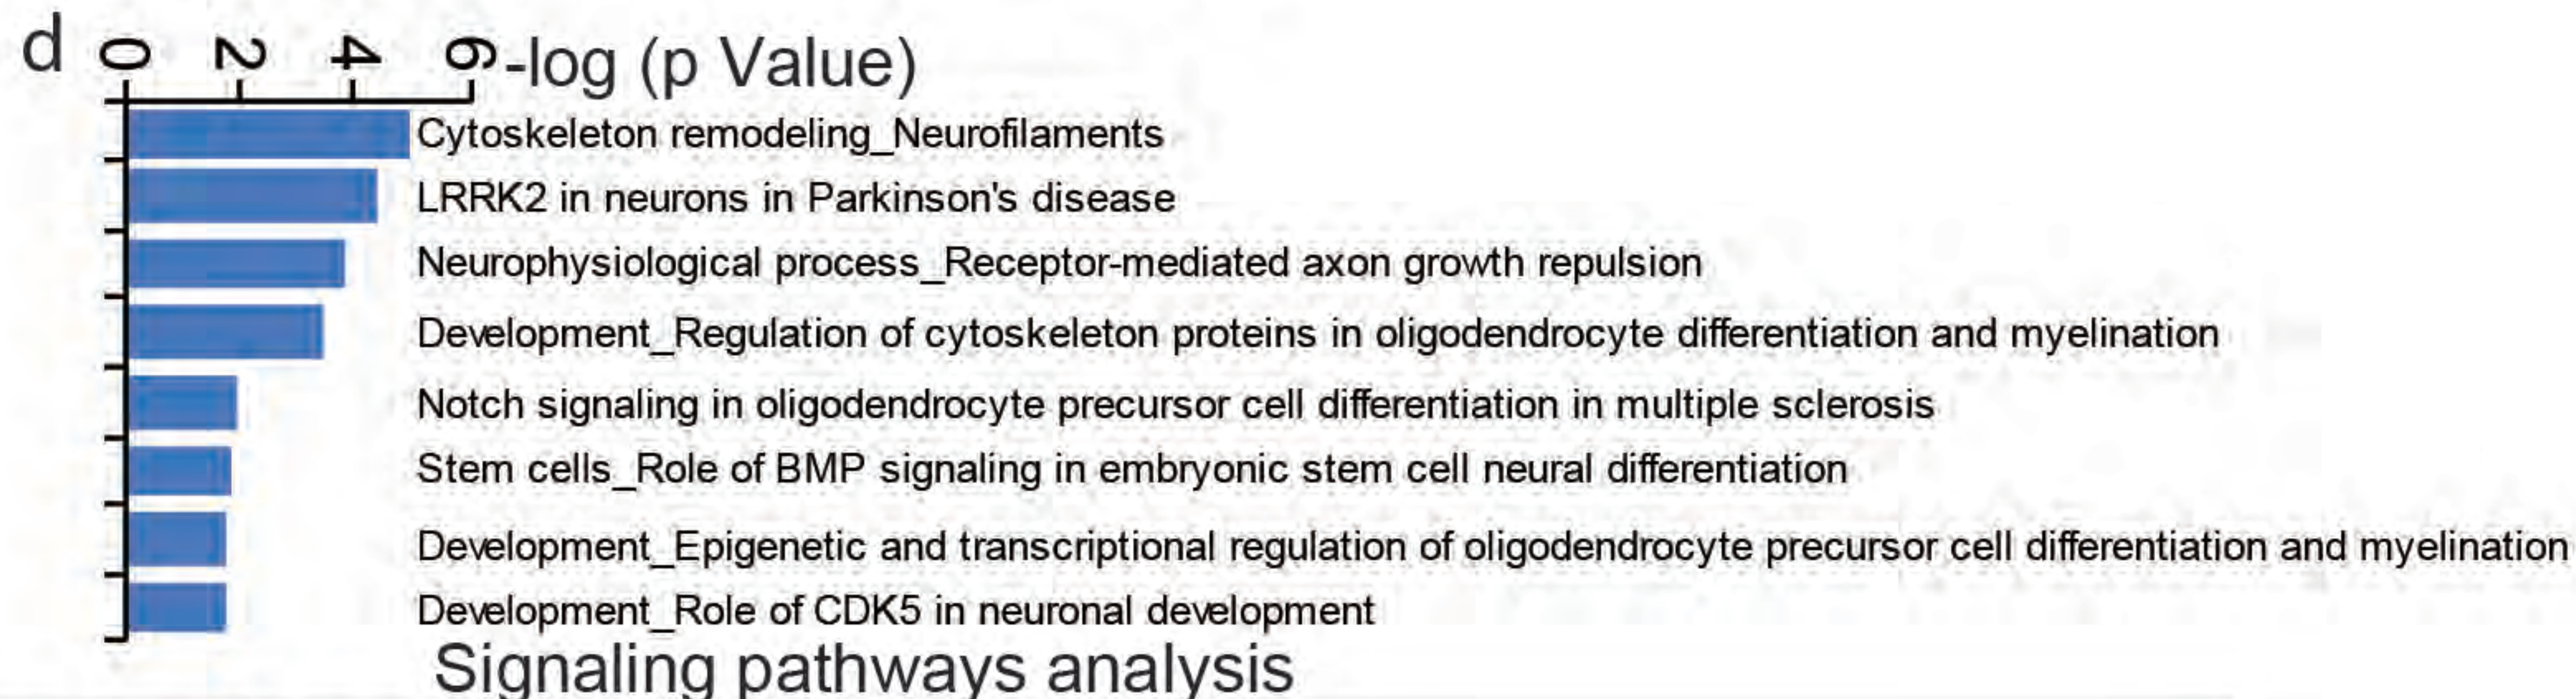 d
0 2 4 6 -log (p Value)
Cytoskeleton remodeling_Neurofilaments
LRRK2 in neurons in Parkinson's disease
Neurophysiological process_Receptor-mediated axon growth repulsion
Development_Regulation of cytoskeleton proteins in oligodendrocyte differentiation and myelination
Notch signaling in oligodendrocyte precursor cell differentiation in multiple sclerosis
Stem cells_Role of BMP signaling in embryonic stem cell neural differentiation
Development_Epigenetic and transcriptional regulation of oligodendrocyte precursor cell differentiation and myelination
Development_Role of CDK5 in neuronal development
Signaling pathways analysis